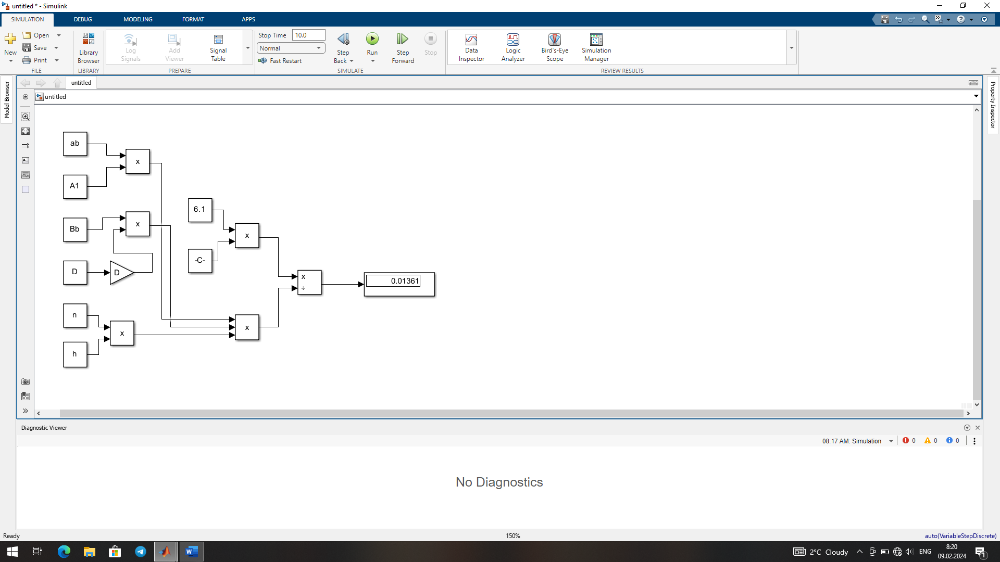 untitled * - Simulink
SIMULATION DEBUG MODELING FORMAT APPS
New
Open
Save
Print
FILE
Library Browser
LIBRARY
Log Signals
Add Viewer
Signal Table
PREPARE
Stop Time 10.0
Normal
Fast Restart
Step Back
Run
Step Forward
Stop
SIMULATE
Data Inspector
Logic Analyzer
Bird's-Eye Scope
Simulation Manager
REVIEW RESULTS
Model Browser
Property Inspector
untitled
untitled
ab
x
A1
6.1
Bb
x
x
-C-
D
D
x
÷
0.01361
n
x
x
h
Diagnostic Viewer
08:17 AM: Simulation 0 0 0
No Diagnostics
Ready 150% auto(VariableStepDiscrete)
2°C Cloudy ENG
8:20
09.02.2024
1